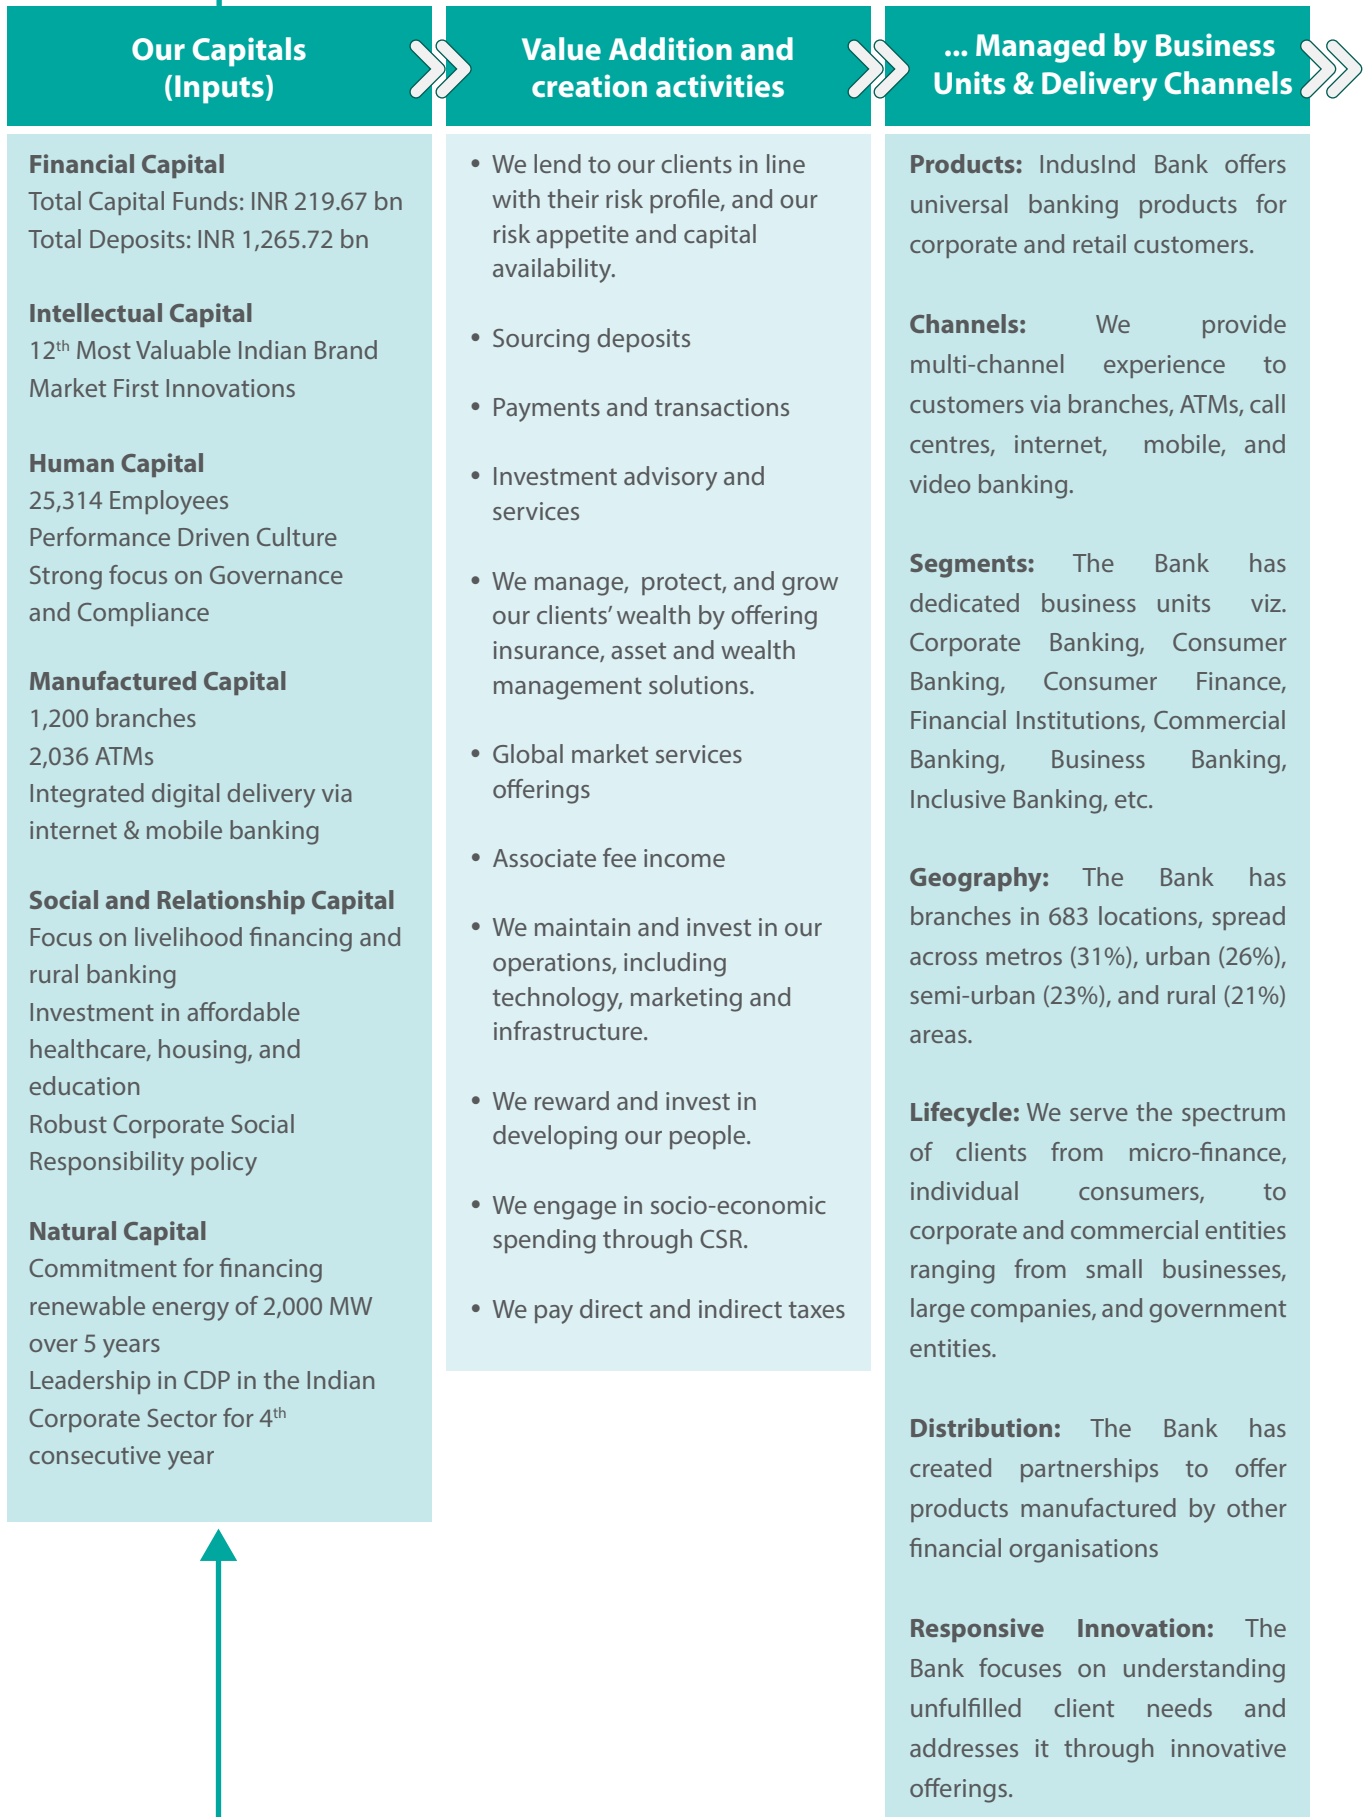 Our Capitals
(Inputs)
Financial Capital
Total Capital Funds: INR 219.67 bn
Total Deposits: INR 1,265.72 bn
Intellectual Capital
12th Most Valuable Indian Brand
Market First Innovations
Human Capital
25,314 Employees
Performance Driven Culture
Strong focus on Governance
and Compliance
Manufactured Capital
1,200 branches
2,036 ATMs
Integrated digital delivery via
internet & mobile banking
Social and Relationship Capital
Focus on livelihood financing and
rural banking
Investment in affordable
healthcare, housing, and
education
Robust Corporate Social
Responsibility policy
Natural Capital
Commitment for financing
renewable energy of 2,000 MW
over 5 years
Leadership in CDP in the Indian
Corporate Sector for 4th
consecutive year
Value Addition and
creation activities
• We lend to our clients in line
with their risk profile, and our
risk appetite and capital
availability.
• Sourcing deposits
• Payments and transactions
• Investment advisory and
services
• We manage, protect, and grow
our clients' wealth by offering
insurance, asset and wealth
management solutions.
• Global market services
offerings
• Associate fee income
• We maintain and invest in our
operations, including
technology, marketing and
infrastructure.
• We reward and invest in
developing our people.
• We engage in socio-economic
spending through CSR.
• We pay direct and indirect taxes
... Managed by Business
Units & Delivery Channels
Products: IndusInd Bank offers
universal banking products for
corporate and retail customers.
Channels: We provide
multi-channel experience to
customers via branches, ATMs, call
centres, internet, mobile, and
video banking.
Segments: The Bank has
dedicated business units viz.
Corporate Banking, Consumer
Banking, Consumer Finance,
Financial Institutions, Commercial
Banking, Business Banking,
Inclusive Banking, etc.
Geography: The Bank has
branches in 683 locations, spread
across metros (31%), urban (26%),
semi-urban (23%), and rural (21%)
areas.
Lifecycle: We serve the spectrum
of clients from micro-finance,
individual consumers, to
corporate and commercial entities
ranging from small businesses,
large companies, and government
entities.
Distribution: The Bank has
created partnerships to offer
products manufactured by other
financial organisations
Responsive Innovation: The
Bank focuses on understanding
unfulfilled client needs and
addresses it through innovative
offerings.